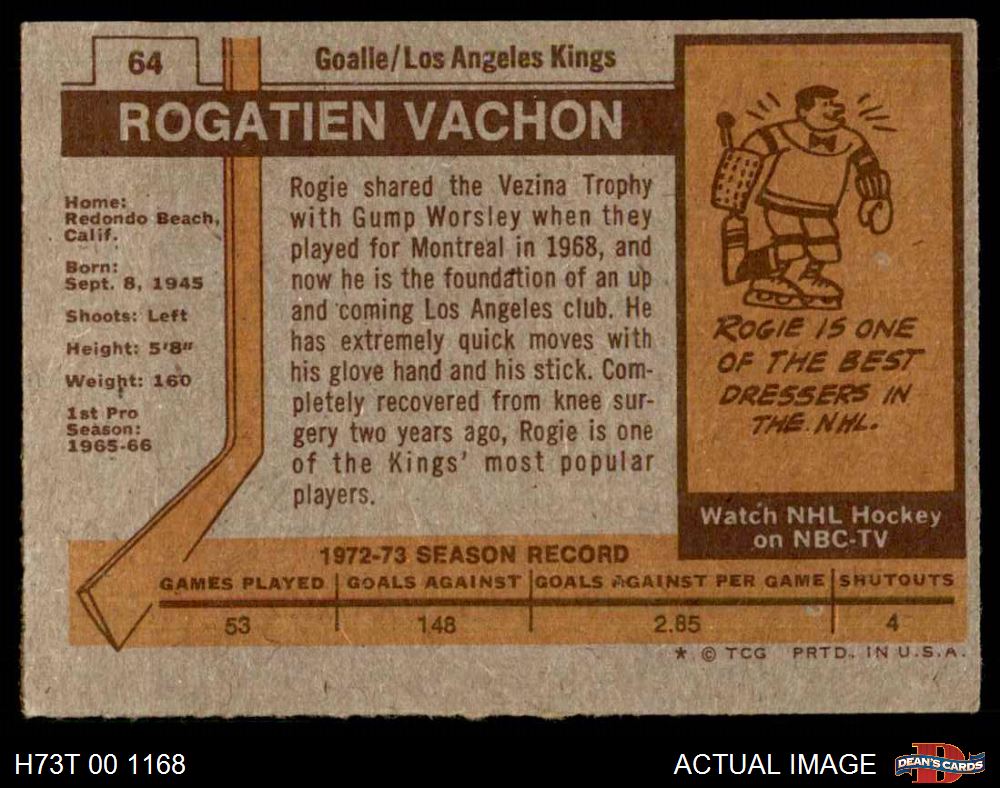 64
Goalie/Los Angeles Kings
ROGATIEN VACHON
Home:
Redondo Beach,
Calif.
Born:
Sept. 8, 1945
Shoots: Left
Height: 5'8"
Weight: 160
1st Pro
Season:
1965-66
Rogie shared the Vezina Trophy
with Gump Worsley when they
played for Montreal in 1968, and
now he is the foundation of an up
and coming Los Angeles club. He
has extremely quick moves with
his glove hand and his stick. Com-
pletely recovered from knee sur-
gery two years ago, Rogie is one
of the Kings' most popular
players.
ROGIE IS ONE
OF THE BEST
DRESSERS IN
THE NHL.
Watch NHL Hockey
on NBC-TV
1972-73 SEASON RECORD
GAMES PLAYED GOALS AGAINST GOALS AGAINST PER GAME SHUTOUTS
53 148 2.85 4
* © TCG PRTD. IN U.S.A.
H73T 00 1168
ACTUAL IMAGE
D
DEAN'S CARDS